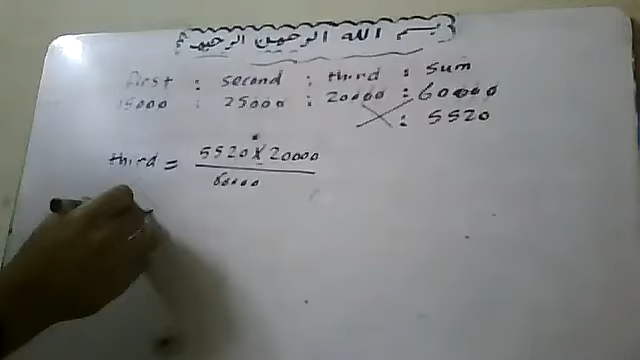 بسم الله الرحمن الرحيم
first : second : third : Sum
15000 : 25000 : 20000 : 60000
: 5520
third = 5520 x 20000
60000